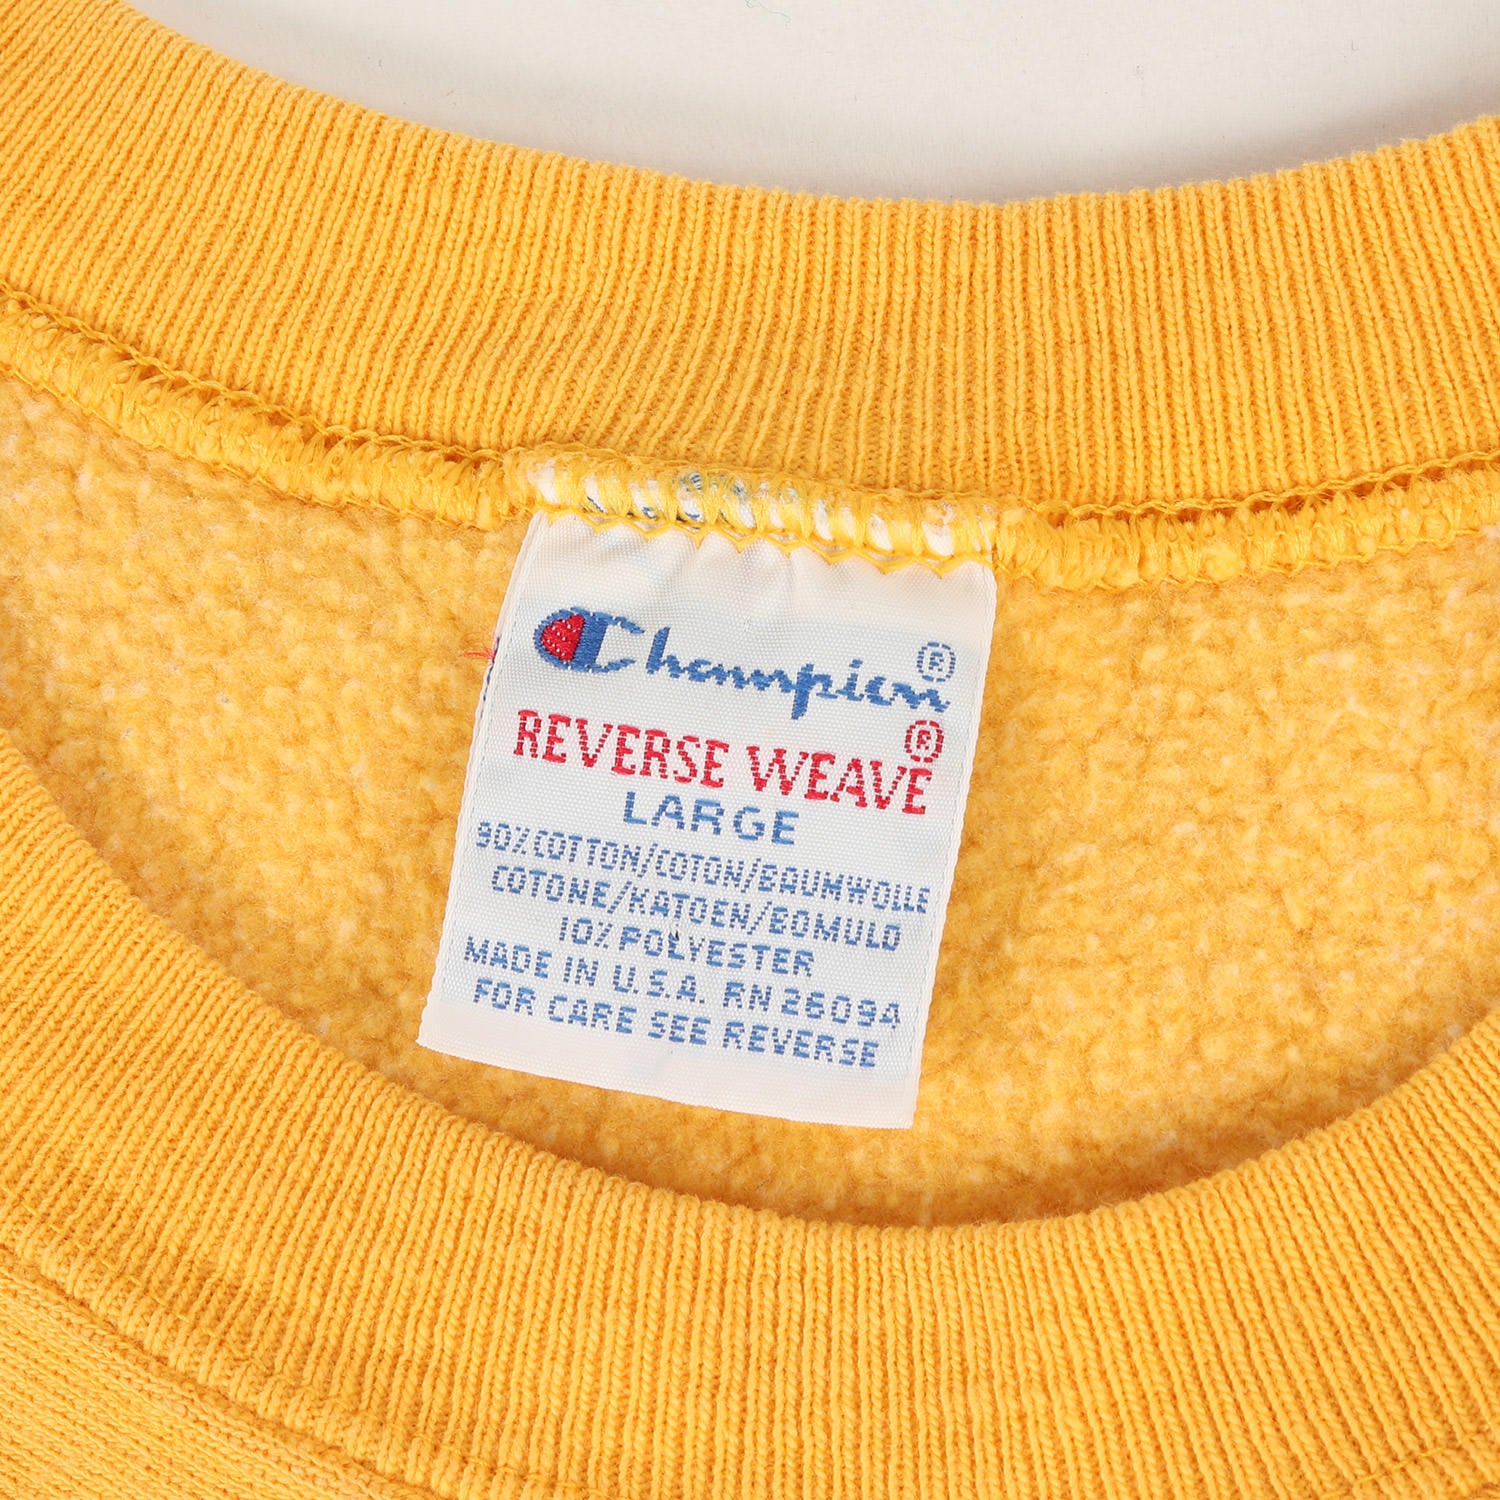 Champion®
REVERSE WEAVE®
LARGE
90% COTTON/COTON/BAUMWOLLE
COTONE/KATOEN/BOMULD
10% POLYESTER
MADE IN U.S.A. RN 26094
FOR CARE SEE REVERSE